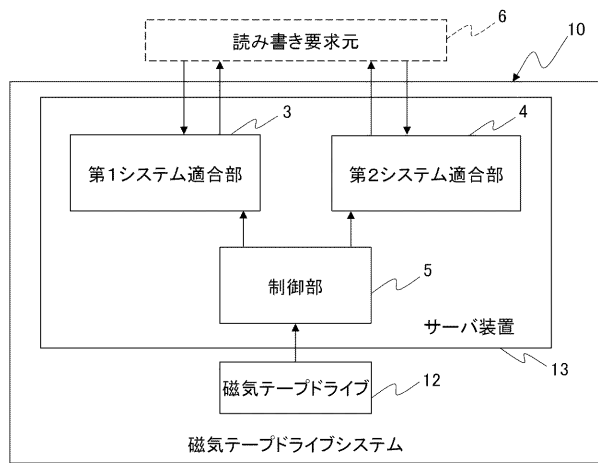 6
読み書き要求元
10
3
4
第1システム適合部
第2システム適合部
5
制御部
サーバ装置
13
磁気テープドライブ
12
磁気テープドライブシステム